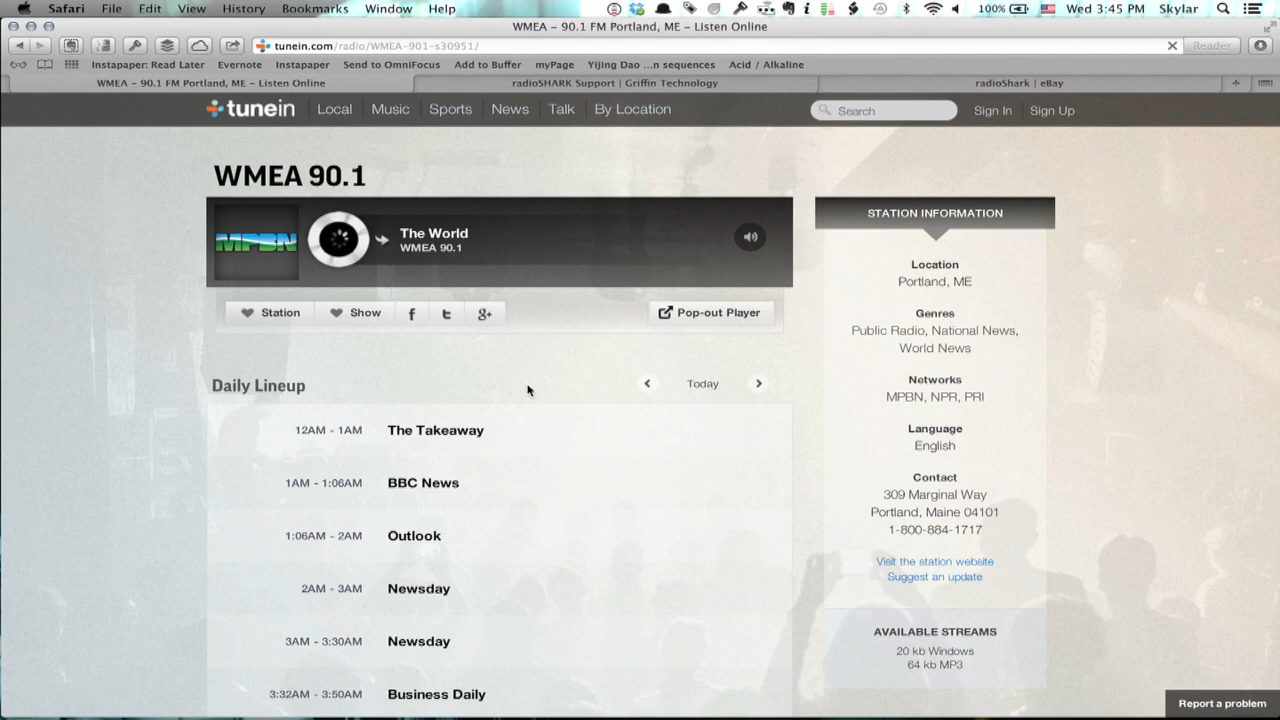 Safari File Edit View History Bookmarks Window Help 100% Wed 3:45 PM Skylar
WMEA – 90.1 FM Portland, ME – Listen Online
tunein.com/radio/WMEA-901-s30951/ Reader
Instapaper: Read Later Evernote Instapaper Send to OmniFocus Add to Buffer myPage Yijing Dao ...n sequences Acid / Alkaline
WMEA – 90.1 FM Portland, ME – Listen Online radioSHARK Support | Griffin Technology radioShark | eBay
tunein Local Music Sports News Talk By Location Search Sign In Sign Up
WMEA 90.1
MPBN
The World
WMEA 90.1
Station Show f t g+ Pop-out Player
Daily Lineup Today
12AM - 1AM The Takeaway
1AM - 1:06AM BBC News
1:06AM - 2AM Outlook
2AM - 3AM Newsday
3AM - 3:30AM Newsday
3:32AM - 3:50AM Business Daily
STATION INFORMATION
Location
Portland, ME
Genres
Public Radio, National News,
World News
Networks
MPBN, NPR, PRI
Language
English
Contact
309 Marginal Way
Portland, Maine 04101
1-800-884-1717
Visit the station website
Suggest an update
AVAILABLE STREAMS
20 kb Windows
64 kb MP3
Report a problem